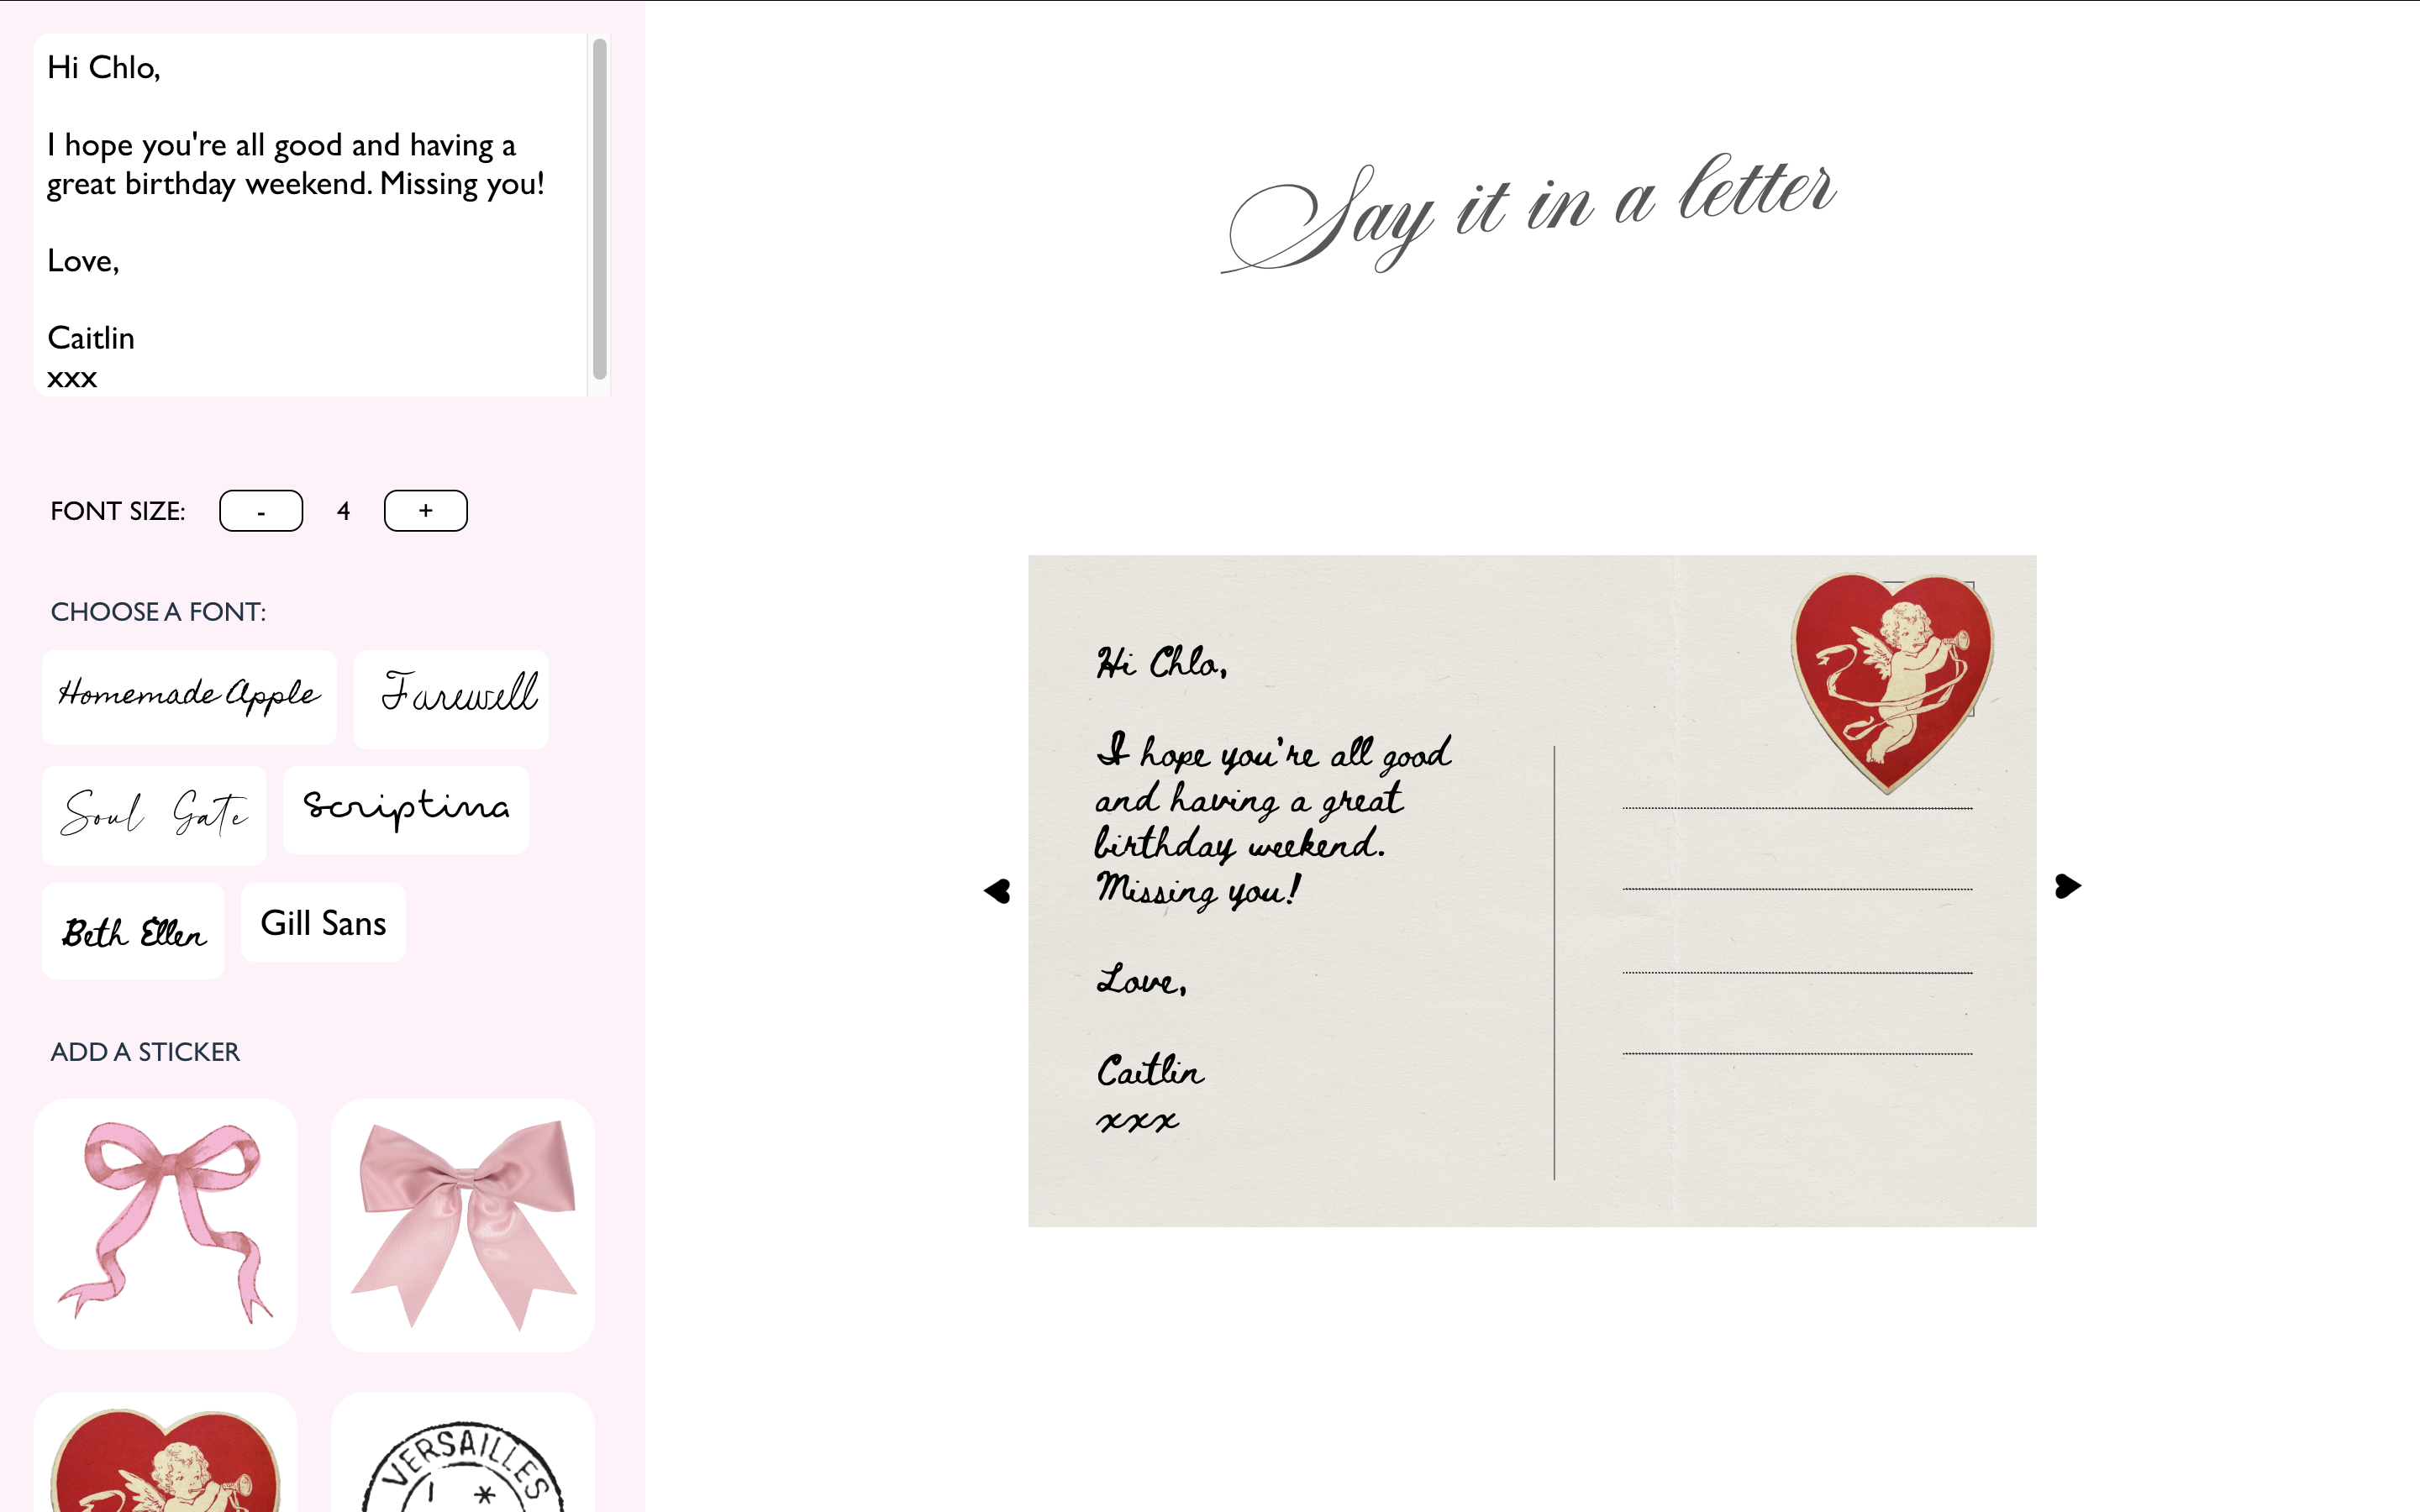 Hi Chlo,
I hope you're all good and having a
great birthday weekend. Missing you!
Love,
Caitlin
xxx
FONT SIZE: - 4 +
CHOOSE A FONT:
Homemade Apple
Farewell
Soul Gate
Scriptina
Beth Ellen
Gill Sans
ADD A STICKER
VERSAILLES
1 *
Say it in a letter
Hi Chlo,
I hope you're all good
and having a great
birthday weekend.
Missing you!
Love,
Caitlin
xxx